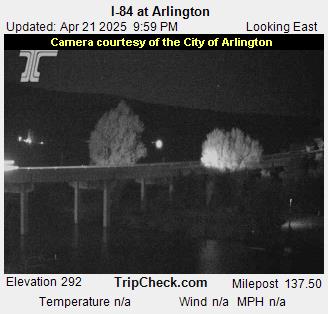 I-84 at Arlington
Updated: Apr 21 2025 9:59 PM Looking East
Camera courtesy of the City of Arlington
Elevation 292 TripCheck.com Milepost 137.50
Temperature n/a Wind n/a MPH n/a